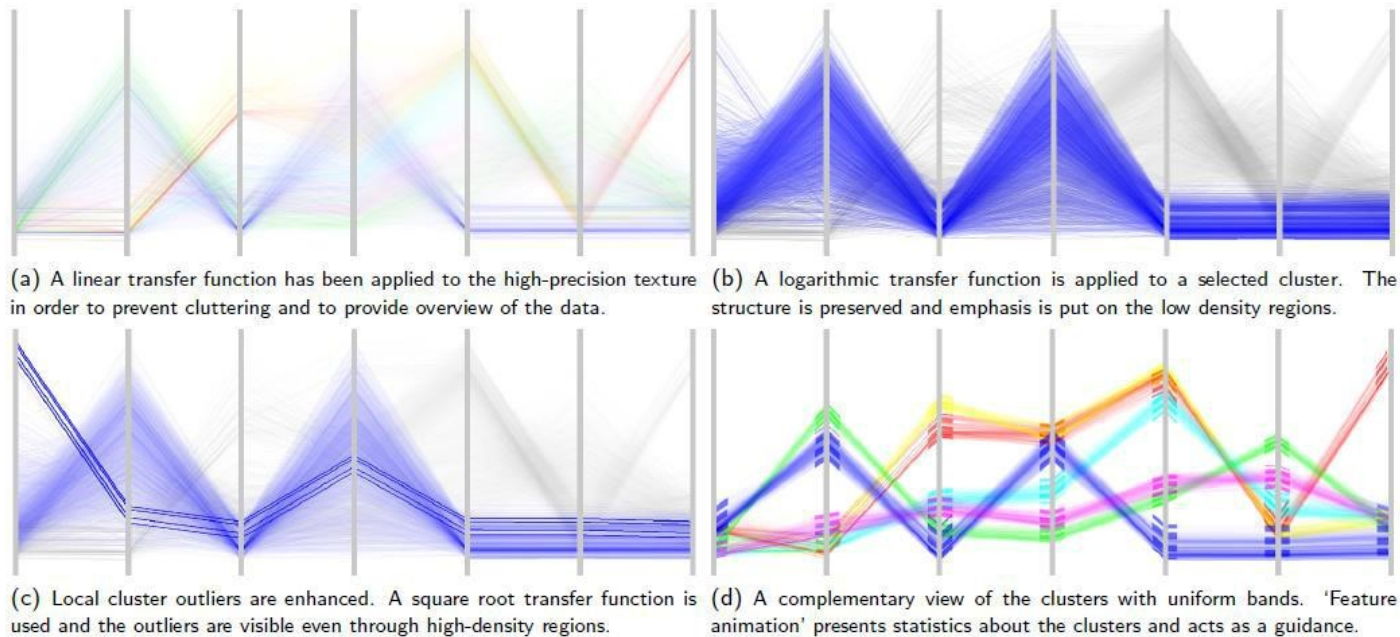 (a) A linear transfer function has been applied to the high-precision texture
in order to prevent cluttering and to provide overview of the data.
(b) A logarithmic transfer function is applied to a selected cluster. The
structure is preserved and emphasis is put on the low density regions.
(c) Local cluster outliers are enhanced. A square root transfer function is
used and the outliers are visible even through high-density regions.
(d) A complementary view of the clusters with uniform bands. ‘Feature
animation’ presents statistics about the clusters and acts as a guidance.